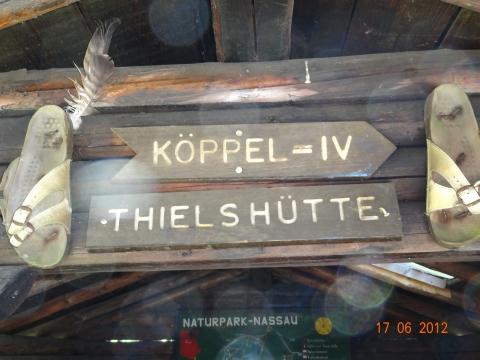 KÖPPEL=IV
THIELSHÜTTE
NATURPARK-NASSAU
17 06 2012